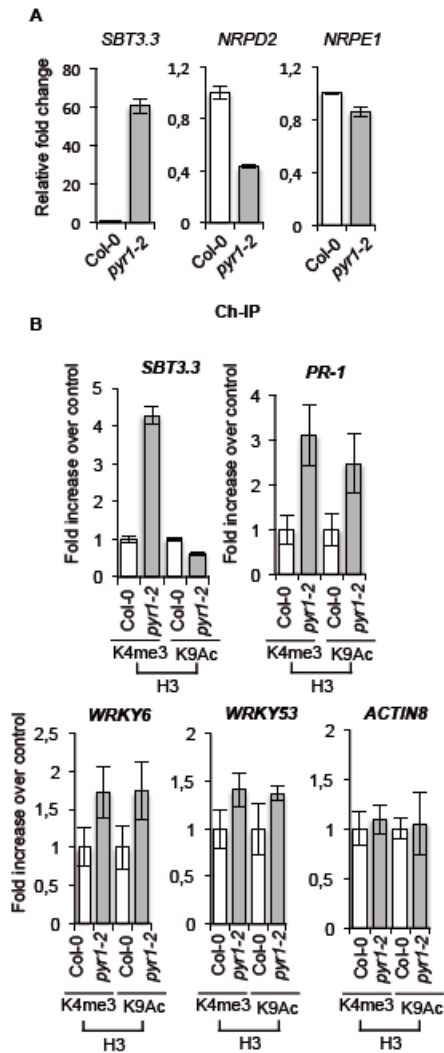 A
SBT3.3
NRPD2
NRPE1
Relative fold change
80
60
40
20
0
1,2
0,8
0,4
0
1,2
0,8
0,4
0
Col-0
pyr1-2
Col-0
pyr1-2
Col-0
pyr1-2
Ch-IP
B
SBT3.3
PR-1
Fold increase over control
5
4
3
2
1
0
Fold increase over control
4
3
2
1
0
Col-0
pyr1-2
Col-0
pyr1-2
Col-0
pyr1-2
Col-0
pyr1-2
K4me3
K9Ac
H3
K4me3
K9Ac
H3
WRKY6
WRKY53
ACTIN8
Fold increase over control
2,5
2
1,5
1
0,5
0
2
1,5
1
0,5
0
2
1,5
1
0,5
0
Col-0
pyr1-2
Col-0
pyr1-2
Col-0
pyr1-2
Col-0
pyr1-2
Col-0
pyr1-2
Col-0
pyr1-2
K4me3
K9Ac
H3
K4me3
K9Ac
H3
K4me3
K9Ac
H3